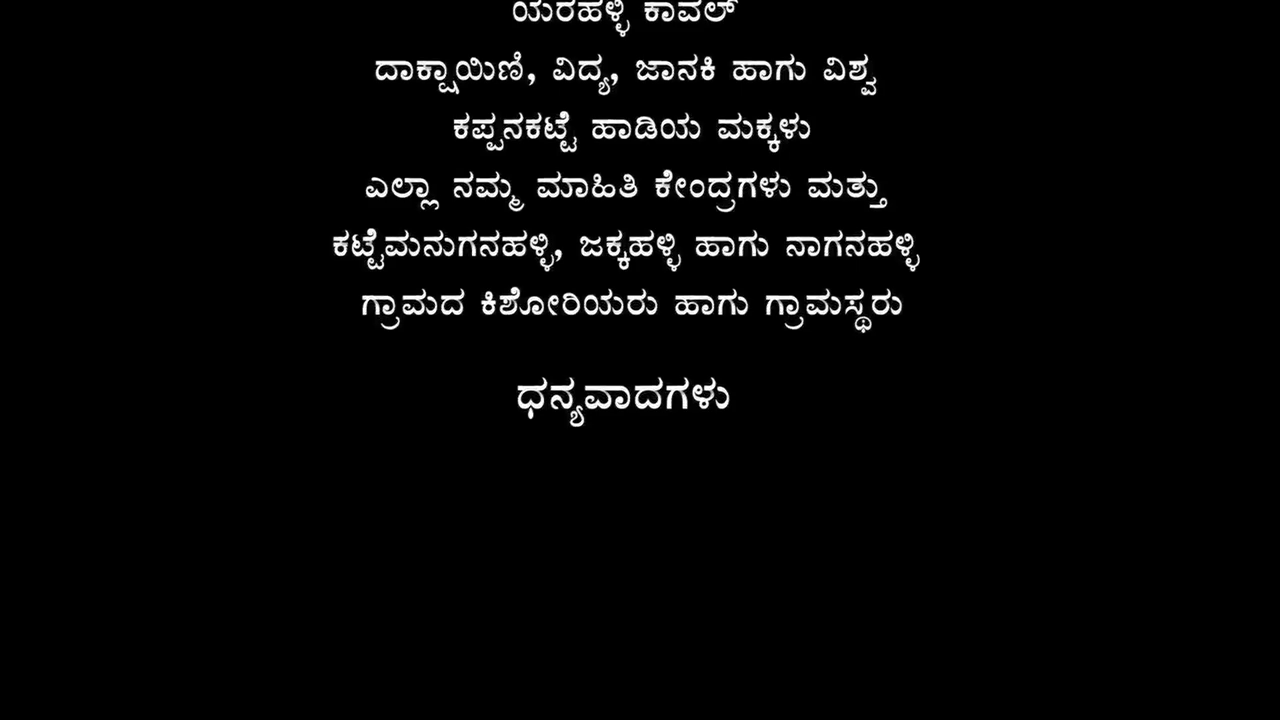 ಯರಹಳ್ಳಿ ಕಾವಲ್
ದಾಕ್ಷಾಯಿಣಿ, ವಿದ್ಯ, ಜಾನಕಿ ಹಾಗು ವಿಶ್ವ
ಕಪ್ಪನಕಟ್ಟೆ ಹಾಡಿಯ ಮಕ್ಕಳು
ಎಲ್ಲಾ ನಮ್ಮ ಮಾಹಿತಿ ಕೇಂದ್ರಗಳು ಮತ್ತು
ಕಟ್ಟೆಮನುಗನಹಳ್ಳಿ, ಜಕ್ಕಹಳ್ಳಿ ಹಾಗು ನಾಗನಹಳ್ಳಿ
ಗ್ರಾಮದ ಕಿಶೋರಿಯರು ಹಾಗು ಗ್ರಾಮಸ್ಥರು
ಧನ್ಯವಾದಗಳು